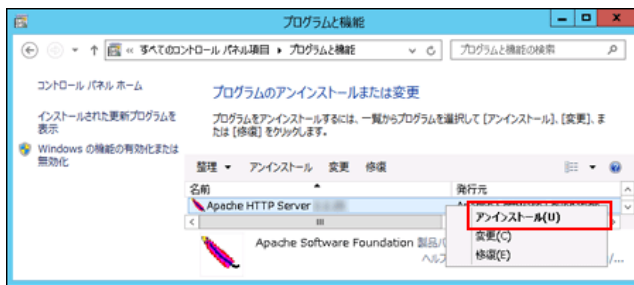 プログラムと機能
« すべてのコントロール パネル項目 ▸ プログラムと機能
プログラムと機能の検索
コントロール パネル ホーム
インストールされた更新プログラムを
表示
Windows の機能の有効化または
無効化
プログラムのアンインストールまたは変更
プログラムをアンインストールするには、一覧からプログラムを選択して [アンインストール]、[変更]、ま
たは [修復] をクリックします。
整理 アンインストール 変更 修復
名前 発行元
Apache HTTP Server
アンインストール(U)
変更(C)
修復(E)
Apache Software Foundation